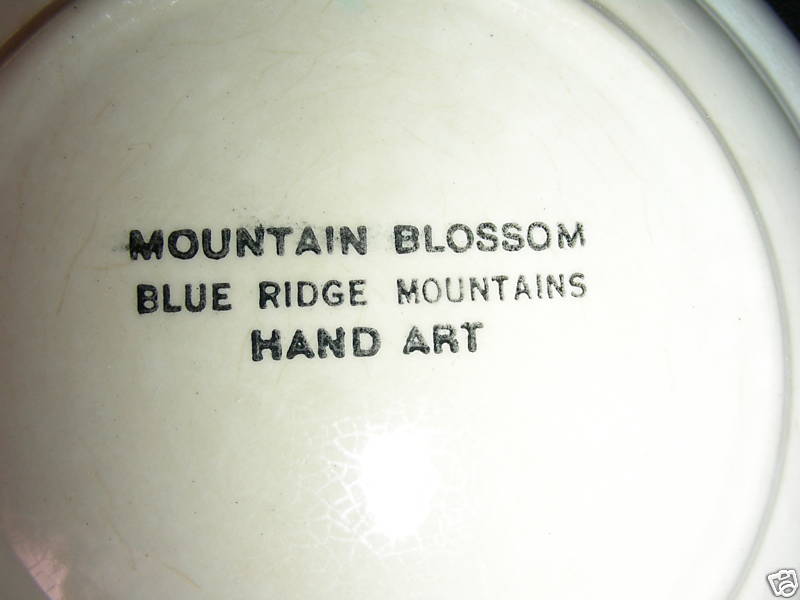 MOUNTAIN BLOSSOM
BLUE RIDGE MOUNTAINS
HAND ART